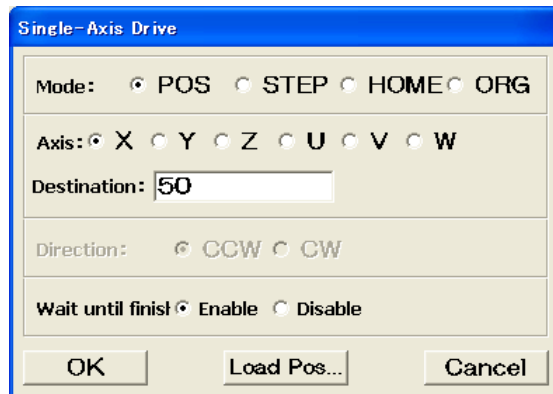 Single-Axis Drive
Mode: POS STEP HOME ORG
Axis: X Y Z U V W
Destination: 50
Direction: CCW CW
Wait until finisl Enable Disable
OK Load Pos... Cancel